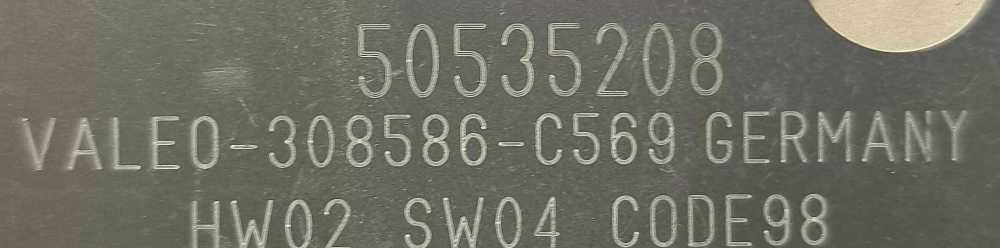 50535208
VALEO-308586-C569 GERMANY
HW02 SW04 CODE98